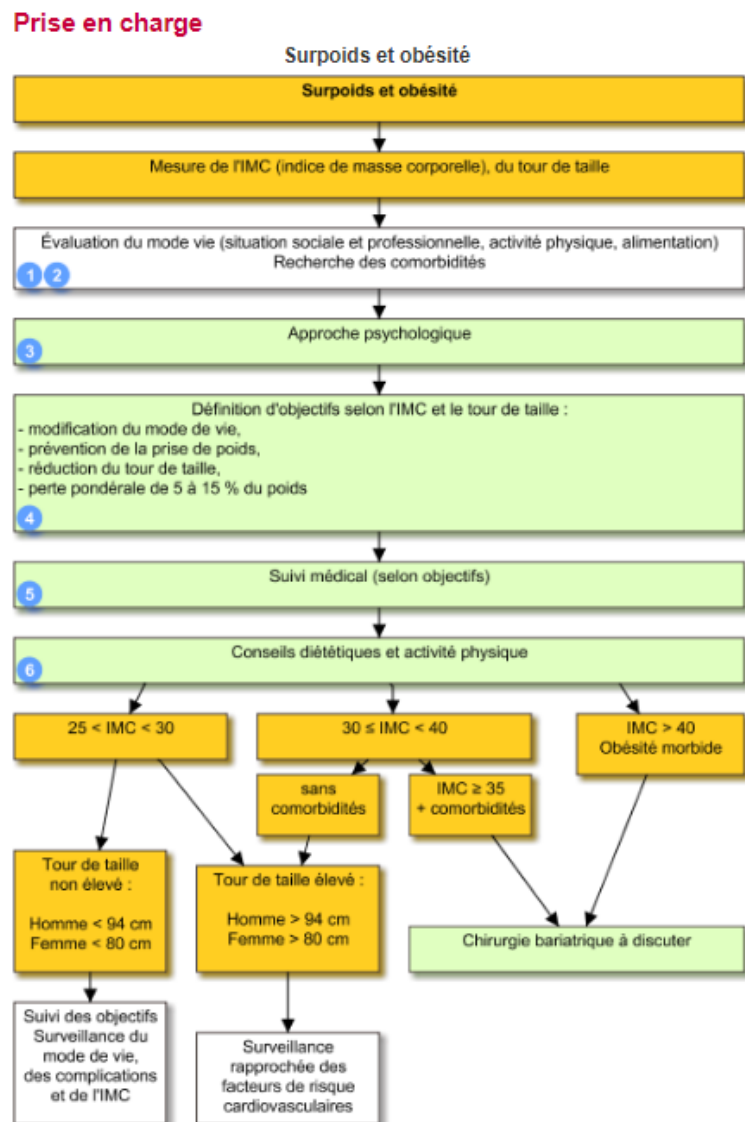 Prise en charge
Surpoids et obésité
Surpoids et obésité
Mesure de l'IMC (indice de masse corporelle), du tour de taille
Évaluation du mode vie (situation sociale et professionnelle, activité physique, alimentation)
Recherche des comorbidités
1 2
Approche psychologique
3
Définition d'objectifs selon l'IMC et le tour de taille :
- modification du mode de vie,
- prévention de la prise de poids,
- réduction du tour de taille,
- perte pondérale de 5 à 15 % du poids
4
Suivi médical (selon objectifs)
5
Conseils diététiques et activité physique
6
25 < IMC < 30
30 ≤ IMC < 40
IMC > 40
Obésité morbide
sans
comorbidités
IMC ≥ 35
+ comorbidités
Tour de taille
non élevé :
Homme < 94 cm
Femme < 80 cm
Tour de taille élevé :
Homme > 94 cm
Femme > 80 cm
Chirurgie bariatrique à discuter
Suivi des objectifs
Surveillance du
mode de vie,
des complications
et de l'IMC
Surveillance
rapprochée des
facteurs de risque
cardiovasculaires